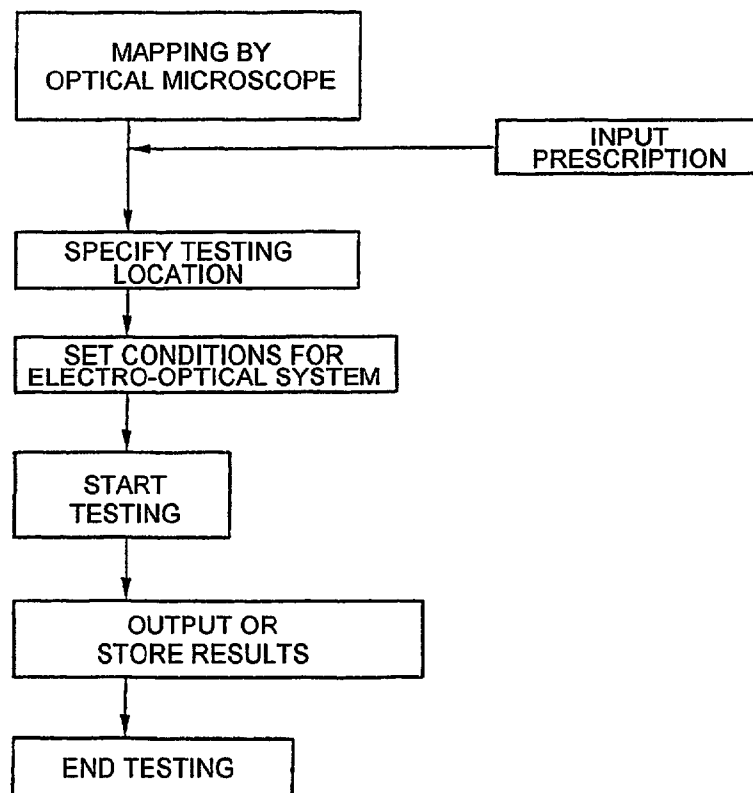 MAPPING BY
OPTICAL MICROSCOPE
INPUT
PRESCRIPTION
SPECIFY TESTING
LOCATION
SET CONDITIONS FOR
ELECTRO-OPTICAL SYSTEM
START
TESTING
OUTPUT OR
STORE RESULTS
END TESTING